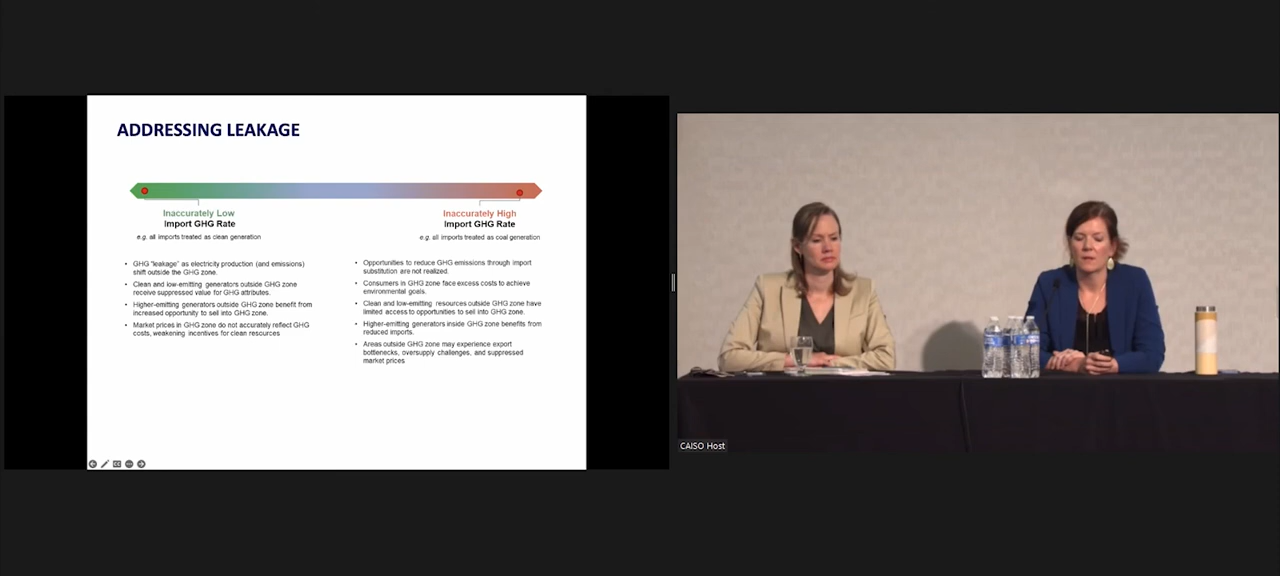 ADDRESSING LEAKAGE
Inaccurately Low
Import GHG Rate
e.g. all imports treated as clean generation
• GHG "leakage" as electricity production (and emissions)
shift outside the GHG zone.
• Clean and low-emitting generators outside GHG zone
receive suppressed value for GHG attributes.
• Higher-emitting generators outside GHG zone benefit from
increased opportunity to sell into GHG zone.
• Market prices in GHG zone do not accurately reflect GHG
costs, weakening incentives for clean resources
Inaccurately High
Import GHG Rate
e.g. all imports treated as coal generation
• Opportunities to reduce GHG emissions through import
substitution are not realized.
• Consumers in GHG zone face excess costs to achieve
environmental goals.
• Clean and low-emitting resources outside GHG zone have
limited access to opportunities to sell into GHG zone.
• Higher-emitting generators inside GHG zone benefits from
reduced imports.
• Areas outside GHG zone may experience export
bottlenecks, oversupply challenges, and suppressed
market prices
CAISO Host